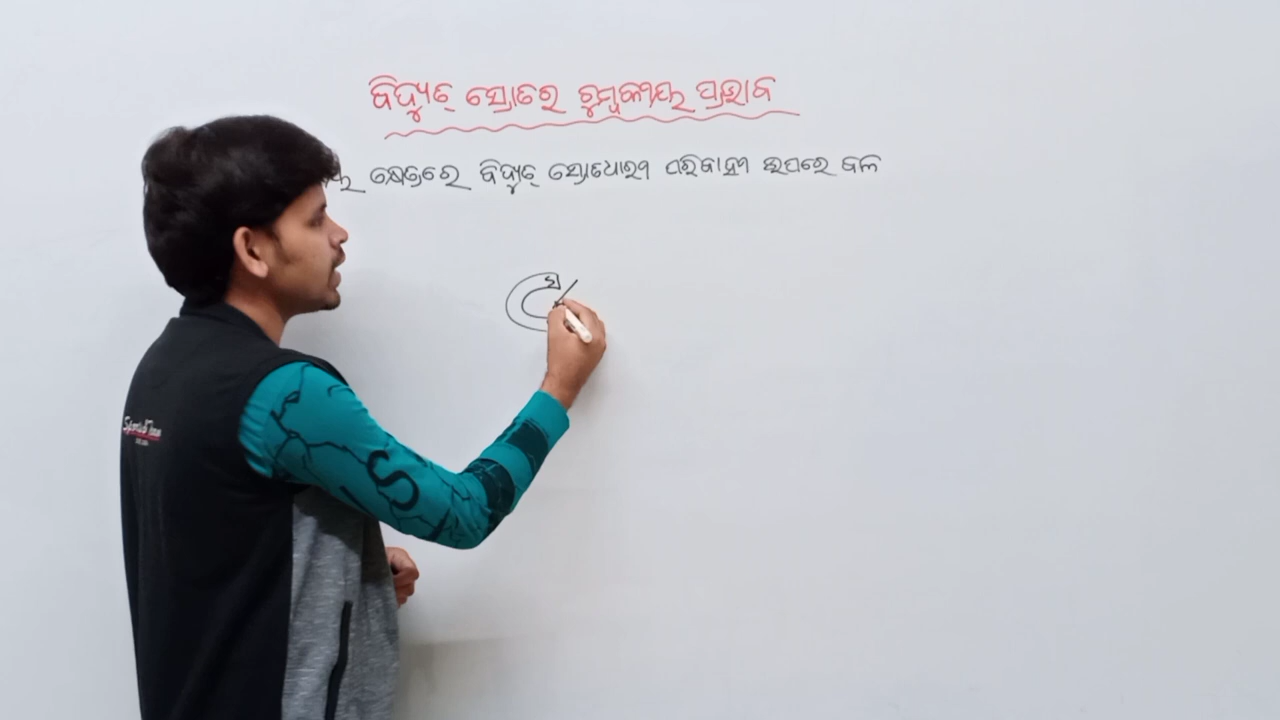 ବିଦ୍ୟୁତ୍ ସ୍ରୋତର ଚୁମ୍ବକୀୟ ପ୍ରଭାବ
କ୍ଷେତ୍ରରେ ବିଦ୍ୟୁତ୍ ସ୍ରୋତଧାରୀ ପରିବାହୀ ଉପରେ ବଳ
S